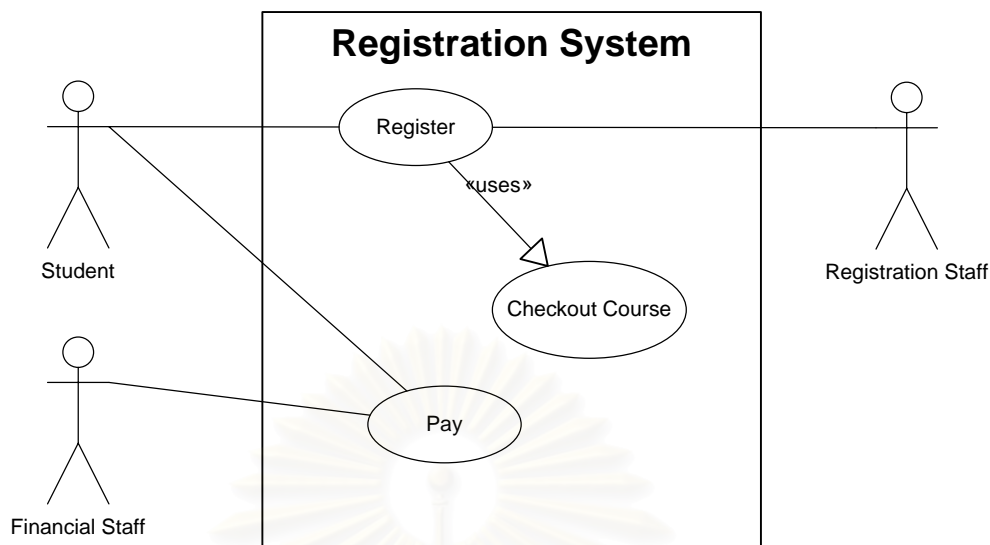 Registration System
Register
«uses»
Student
Registration Staff
Checkout Course
Pay
Financial Staff